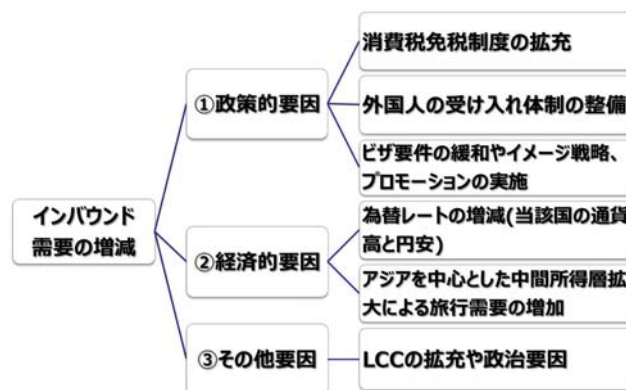 消費税免税制度の拡充
①政策的要因
外国人の受け入れ体制の整備
ビザ要件の緩和やイメージ戦略、
プロモーションの実施
インバウンド
需要の増減
為替レートの増減(当該国の通貨
高と円安)
②経済的要因
アジアを中心とした中間所得層拡
大による旅行需要の増加
③その他要因
LCCの拡充や政治要因